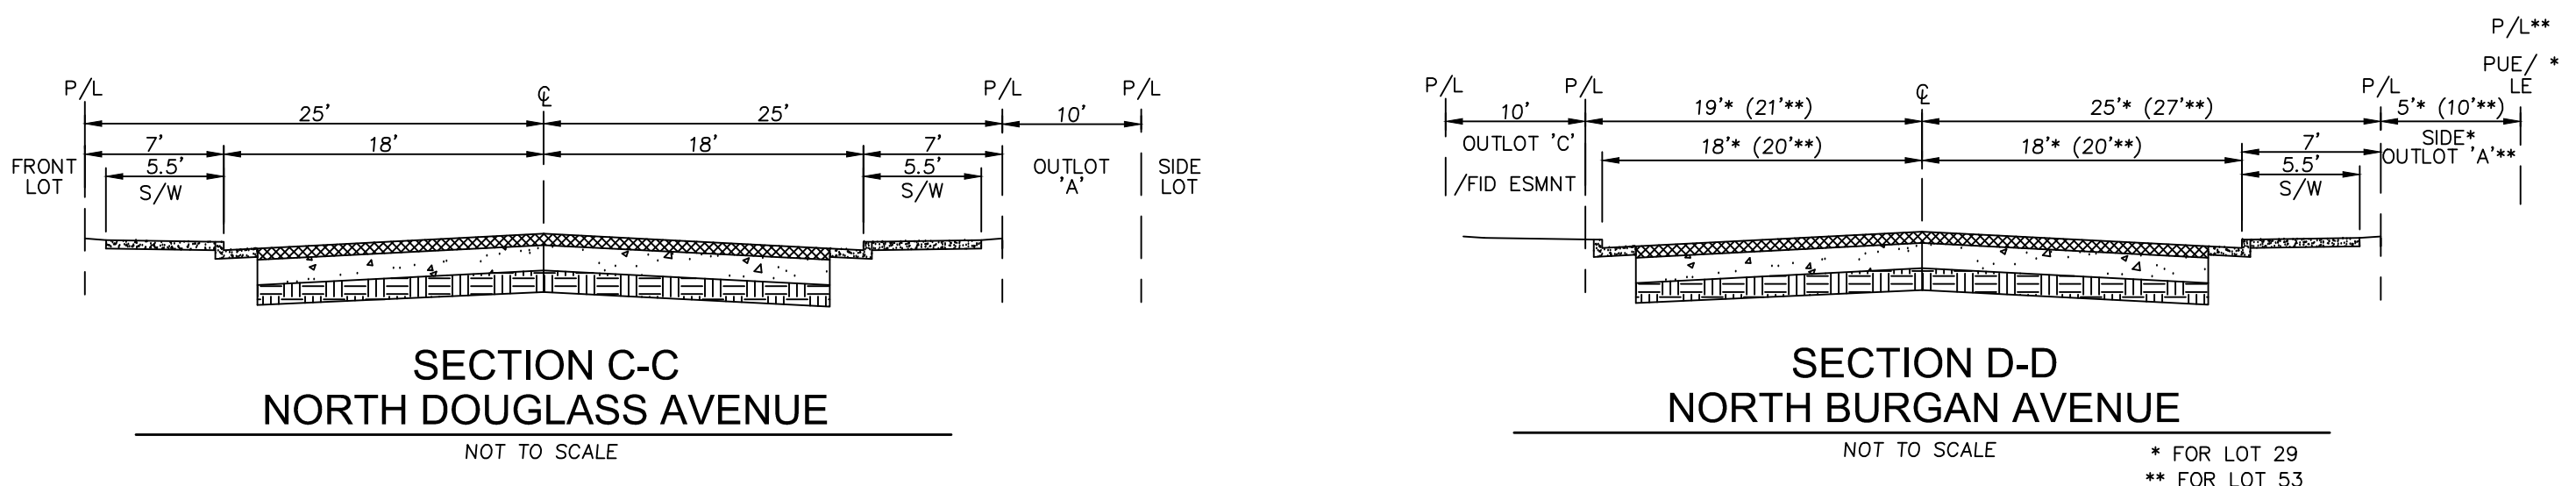 P/L
℄
P/L
P/L
25'
25'
10'
7'
18'
18'
7'
FRONT
LOT
5.5'
S/W
5.5'
S/W
OUTLOT
'A'
SIDE
LOT
SECTION C-C
NORTH DOUGLASS AVENUE
NOT TO SCALE
P/L**
PUE/ *
LE
P/L
P/L
℄
P/L
10'
19'* (21'**)
25'* (27'**)
5'* (10'**)
OUTLOT 'C'
/FID ESMNT
18'* (20'**)
18'* (20'**)
7'
5.5'
S/W
SIDE*
OUTLOT 'A'**
SECTION D-D
NORTH BURGAN AVENUE
NOT TO SCALE
* FOR LOT 29
** FOR LOT 53